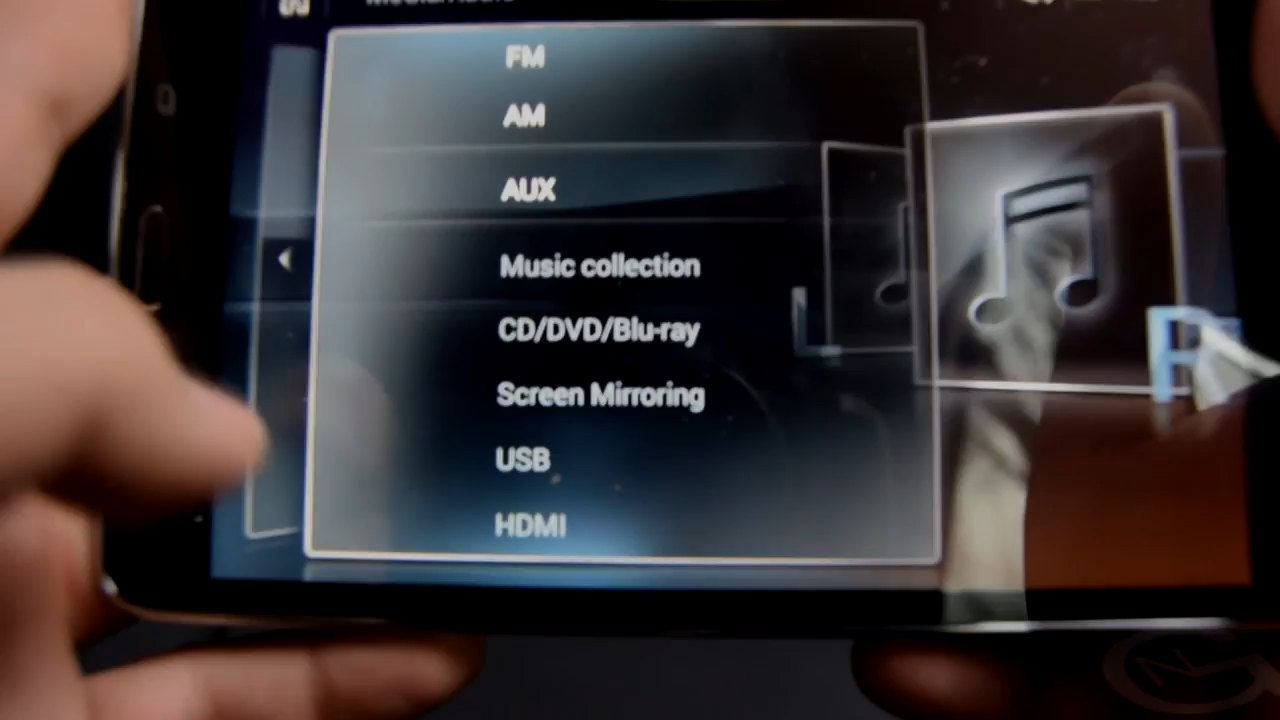 FM
AM
AUX
Music collection
CD/DVD/Blu-ray
Screen Mirroring
USB
HDMI